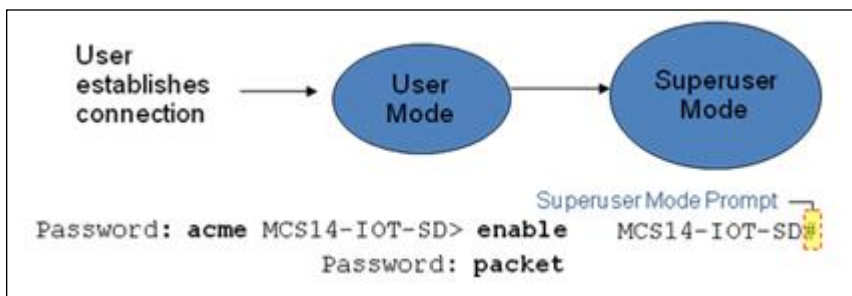 User
establishes
connection
User
Mode
Superuser
Mode
Superuser Mode Prompt
Password: acme MCS14-IOT-SD> enable MCS14-IOT-SD#
Password: packet